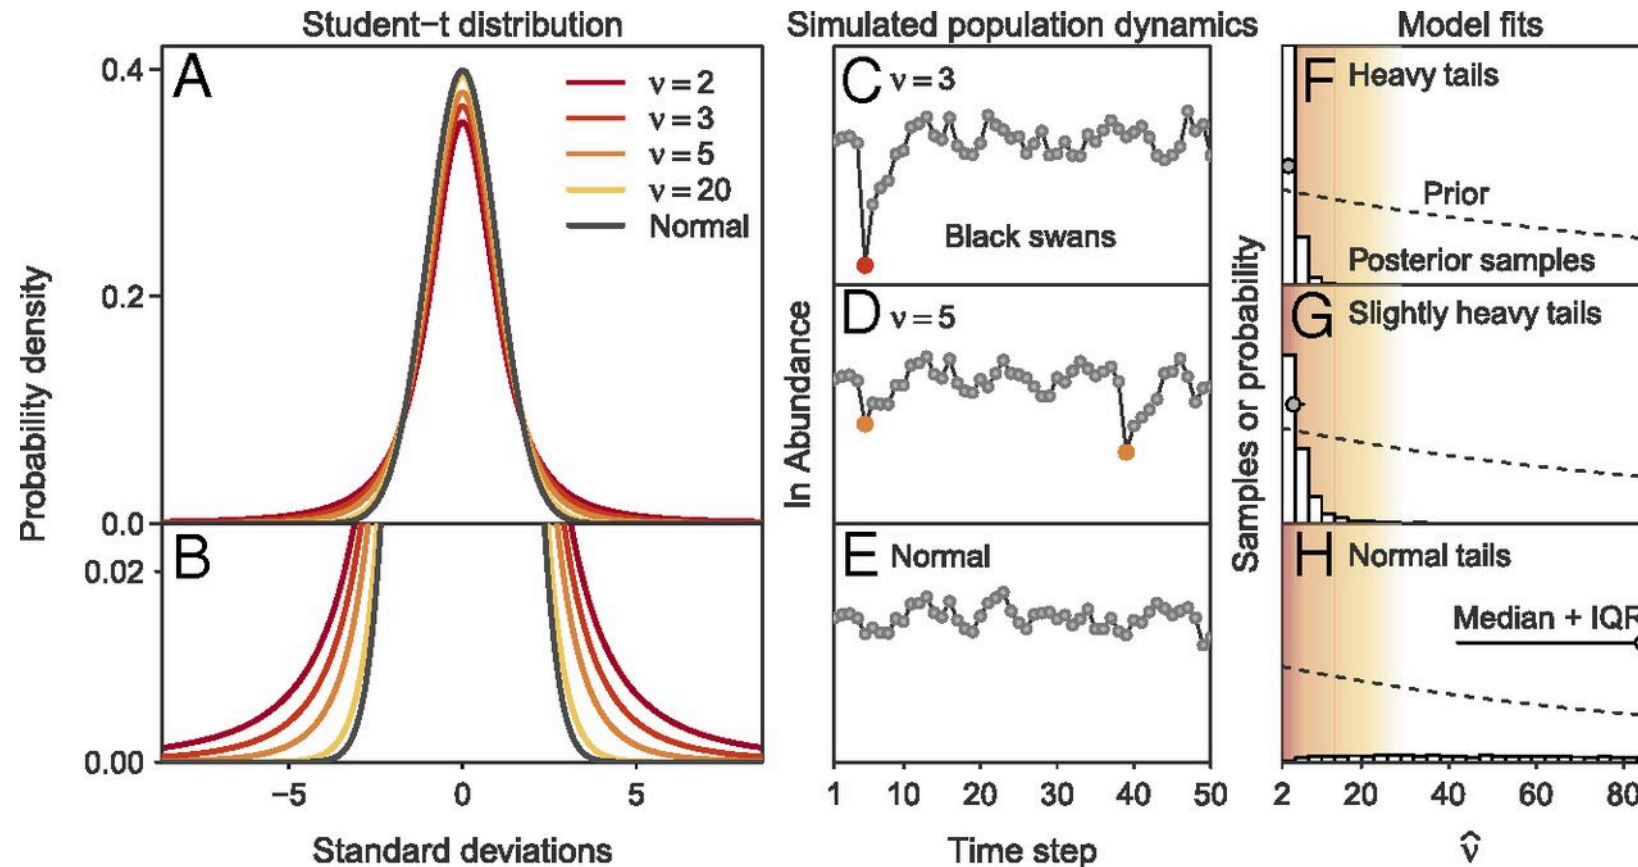 Student-t distribution
Simulated population dynamics
Model fits
A
ν = 2
ν = 3
ν = 5
ν = 20
Normal
0.4
0.2
0.0
B
0.02
0.00
−5
0
5
Probability density
Standard deviations
C ν = 3
Black swans
D ν = 5
E Normal
ln Abundance
1
10
20
30
40
50
Time step
F Heavy tails
Prior
Posterior samples
G Slightly heavy tails
H Normal tails
Median + IQR
Samples or probability
2
20
40
60
80
ν̂